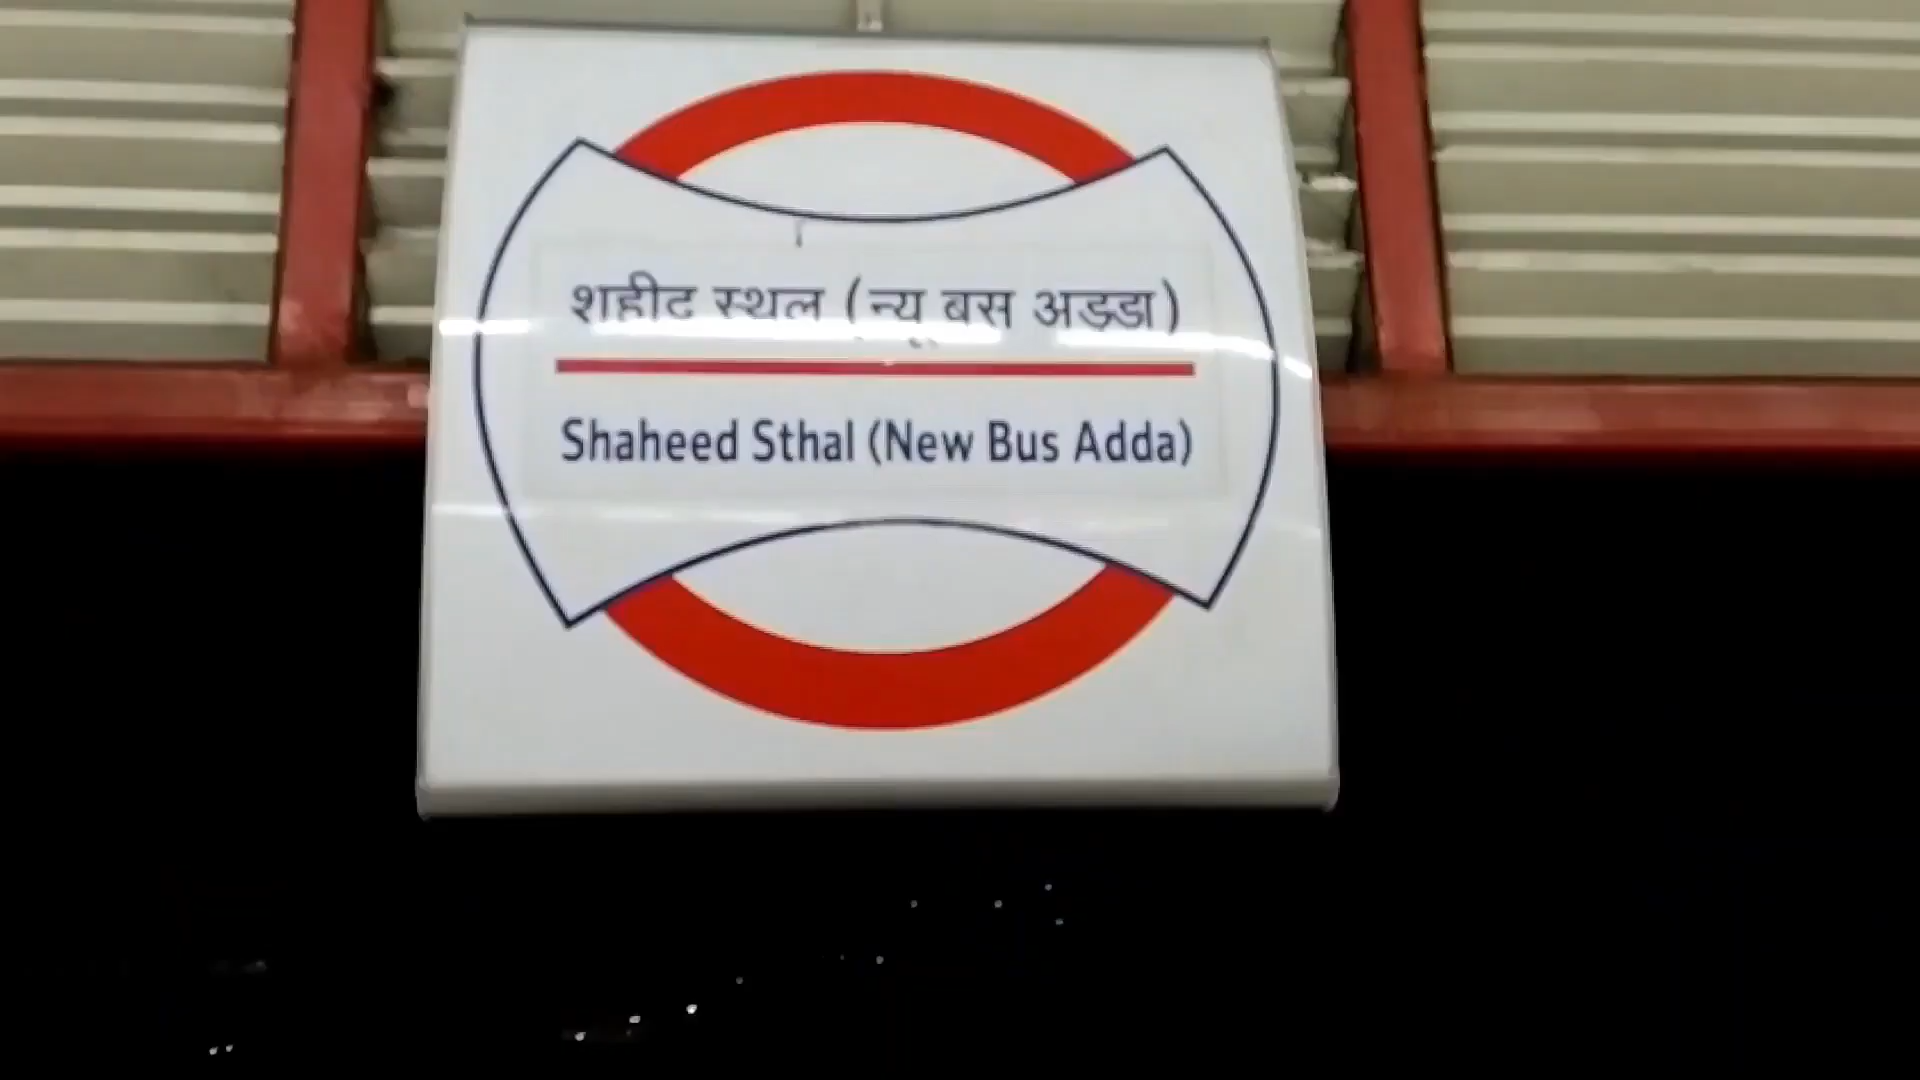 शहीद स्थल (न्यू बस अड्डा)
Shaheed Sthal (New Bus Adda)